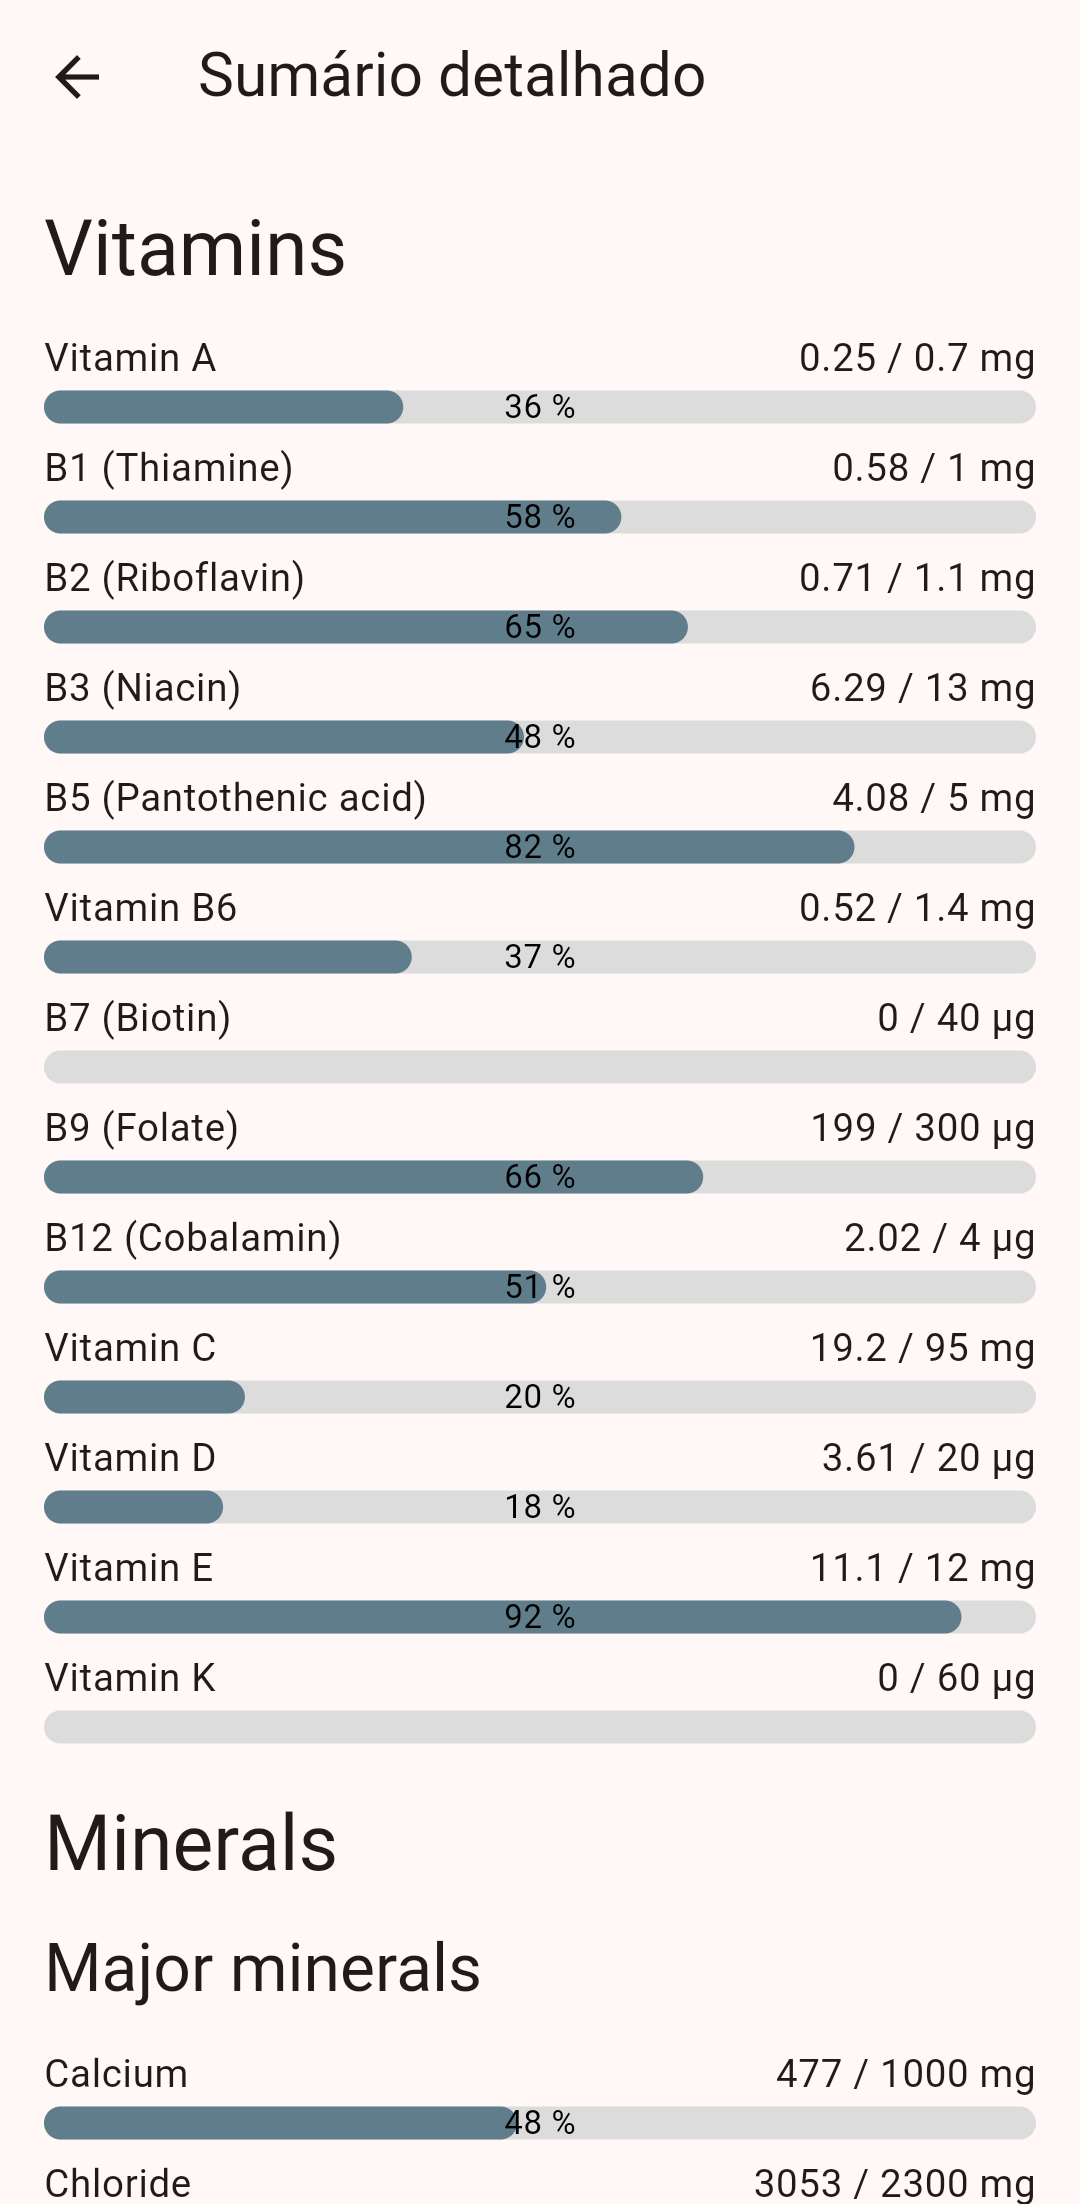 Sumário detalhado
Vitamins
Vitamin A 0.25 / 0.7 mg
36 %
B1 (Thiamine) 0.58 / 1 mg
58 %
B2 (Riboflavin) 0.71 / 1.1 mg
65 %
B3 (Niacin) 6.29 / 13 mg
48 %
B5 (Pantothenic acid) 4.08 / 5 mg
82 %
Vitamin B6 0.52 / 1.4 mg
37 %
B7 (Biotin) 0 / 40 µg
B9 (Folate) 199 / 300 µg
66 %
B12 (Cobalamin) 2.02 / 4 µg
51 %
Vitamin C 19.2 / 95 mg
20 %
Vitamin D 3.61 / 20 µg
18 %
Vitamin E 11.1 / 12 mg
92 %
Vitamin K 0 / 60 µg
Minerals
Major minerals
Calcium 477 / 1000 mg
48 %
Chloride 3053 / 2300 mg